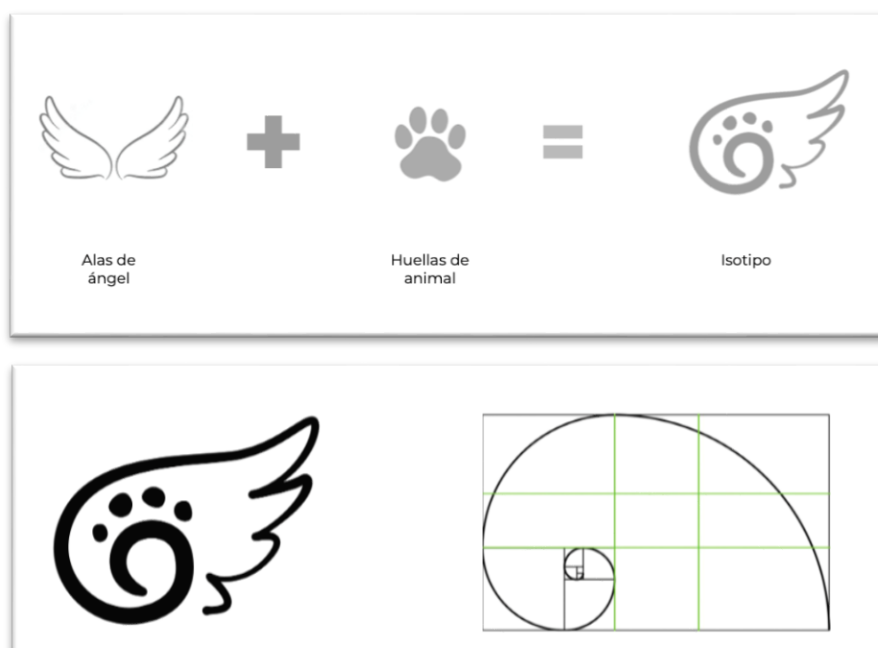 Alas de
ángel
Huellas de
animal
Isotipo